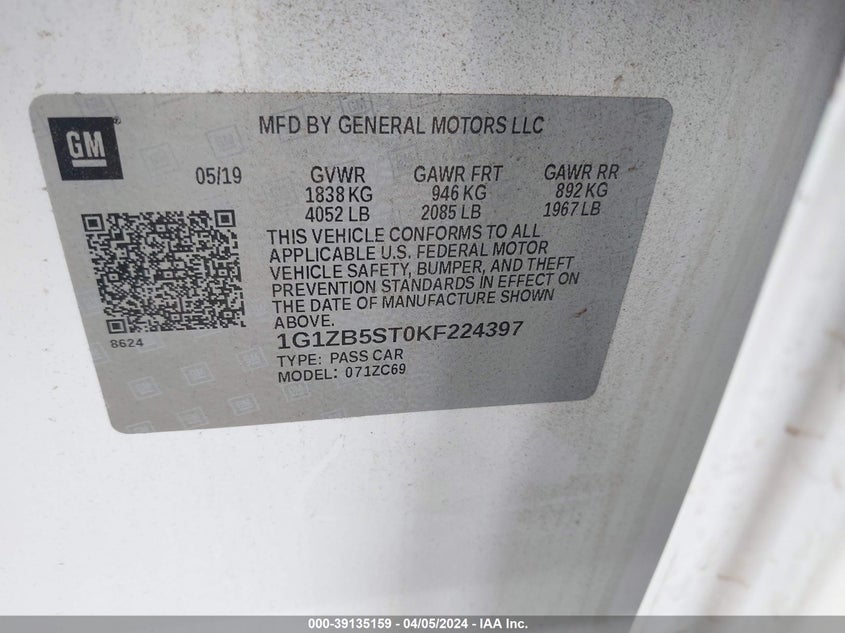 GM
MFD BY GENERAL MOTORS LLC
05/19 GVWR GAWR FRT GAWR RR
1838 KG 946 KG 892 KG
4052 LB 2085 LB 1967 LB
THIS VEHICLE CONFORMS TO ALL
APPLICABLE U.S. FEDERAL MOTOR
VEHICLE SAFETY, BUMPER, AND THEFT
PREVENTION STANDARDS IN EFFECT ON
THE DATE OF MANUFACTURE SHOWN
ABOVE.
8624
1G1ZB5ST0KF224397
TYPE: PASS CAR
MODEL: 071ZC69
000-39135159 - 04/05/2024 - IAA Inc.